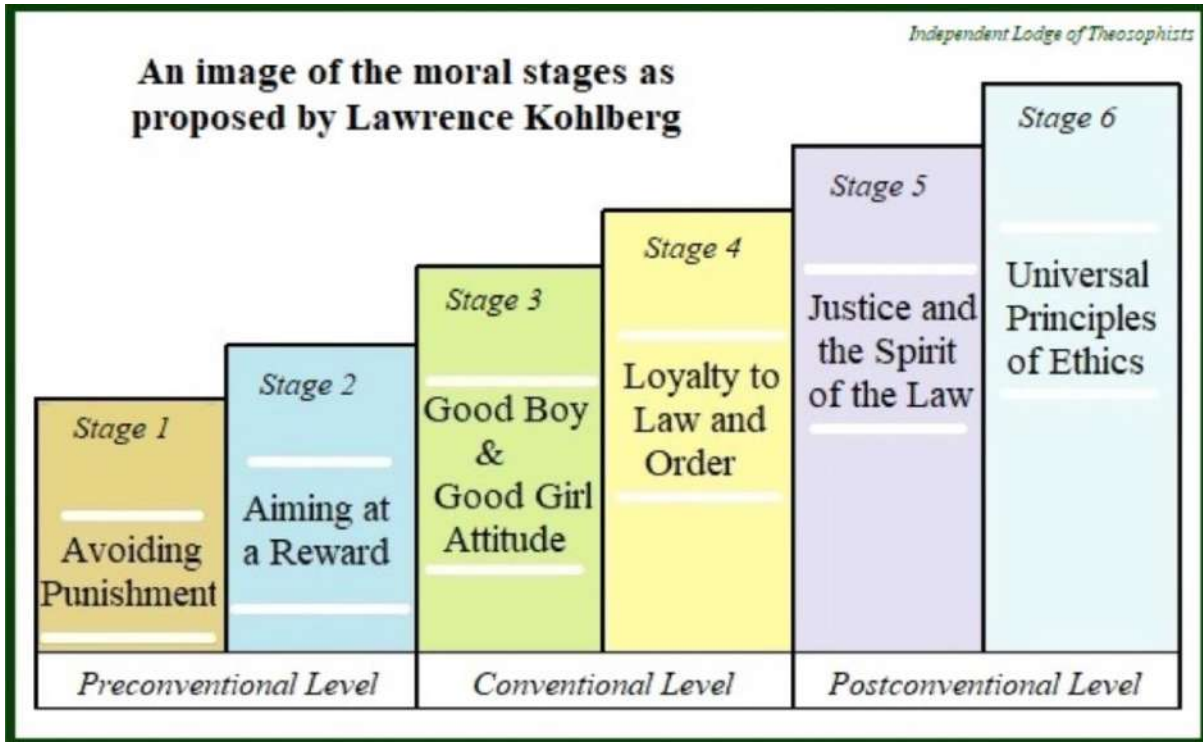 Independent Lodge of Theosophists
An image of the moral stages as
proposed by Lawrence Kohlberg
Stage 1
Avoiding
Punishment
Stage 2
Aiming at
a Reward
Stage 3
Good Boy
&
Good Girl
Attitude
Stage 4
Loyalty to
Law and
Order
Stage 5
Justice and
the Spirit
of the Law
Stage 6
Universal
Principles
of Ethics
Preconventional Level
Conventional Level
Postconventional Level